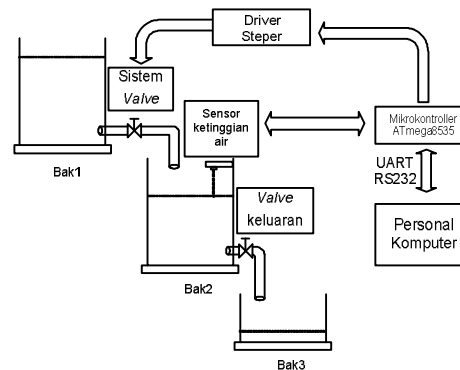 Driver
Steper
Sistem
Valve
Sensor
ketinggian
air
Mikrokontroller
ATmega8535
UART
RS232
Bak1
Valve
keluaran
Personal
Komputer
Bak2
Bak3